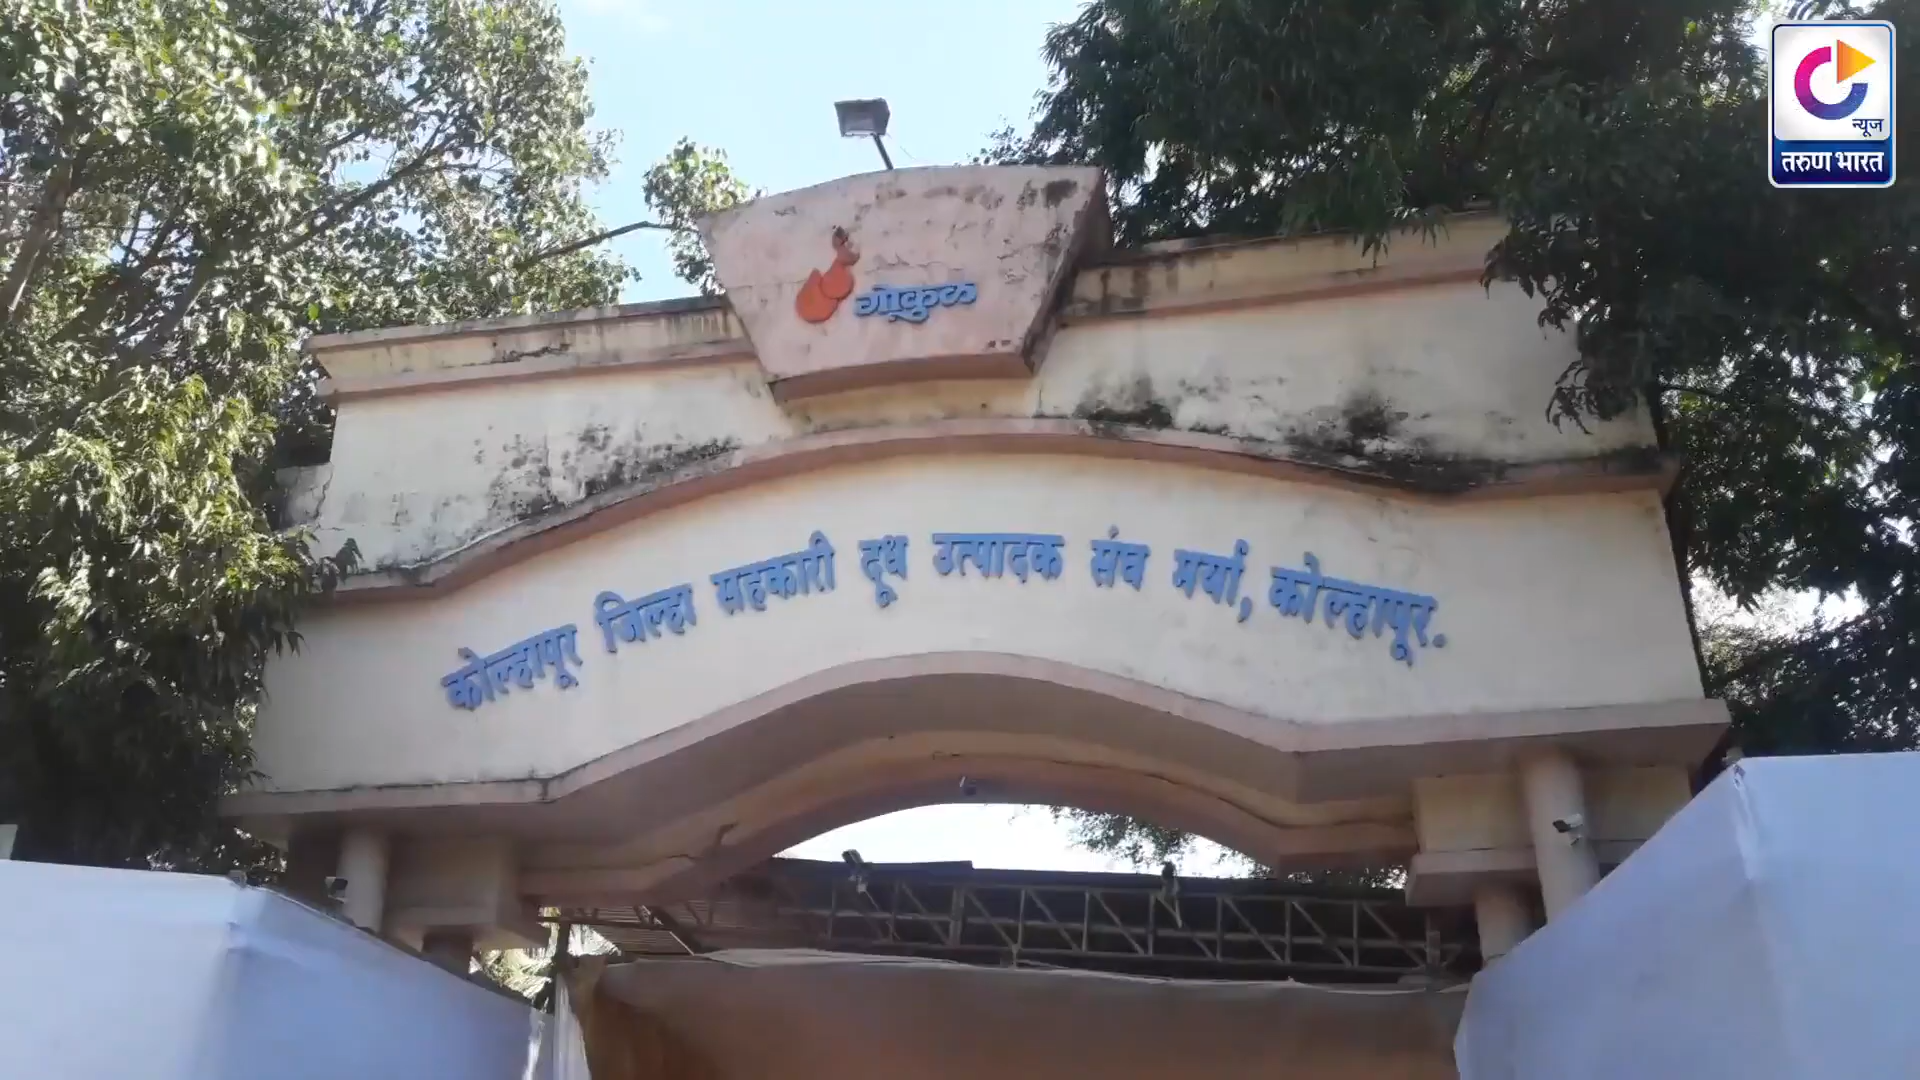 गोकुळ
कोल्हापूर जिल्हा सहकारी दूध उत्पादक संघ मर्या, कोल्हापूर.
न्यूज
तरुण भारत